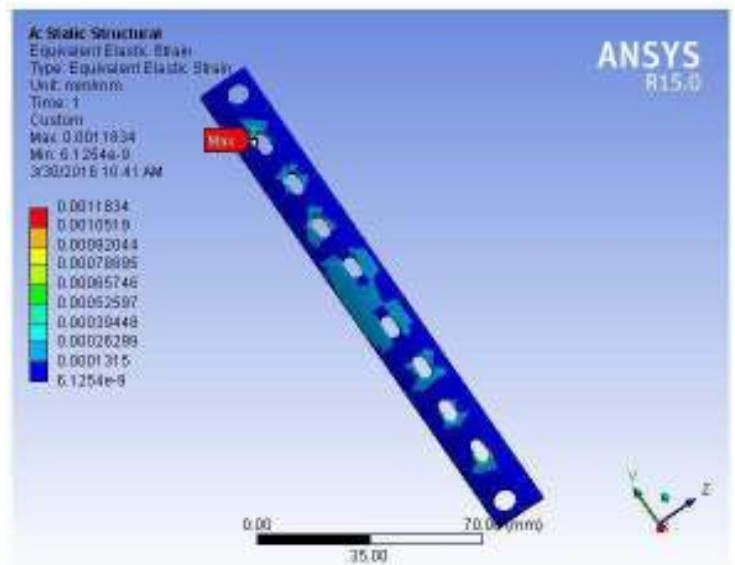 A: Static Structural
Equivalent Elastic Strain
Type: Equivalent Elastic Strain
Unit: mm/mm
Time: 1
Custom
Max: 0.0011834
Min: 6.1254e-9
3/30/2016 10:41 AM
ANSYS
R15.0
Max
0.0011834
0.0010519
0.00092044
0.00078895
0.00065746
0.00052597
0.00039448
0.00026299
0.0001315
6.1254e-9
0.00
70.00 (mm)
35.00
Y
Z